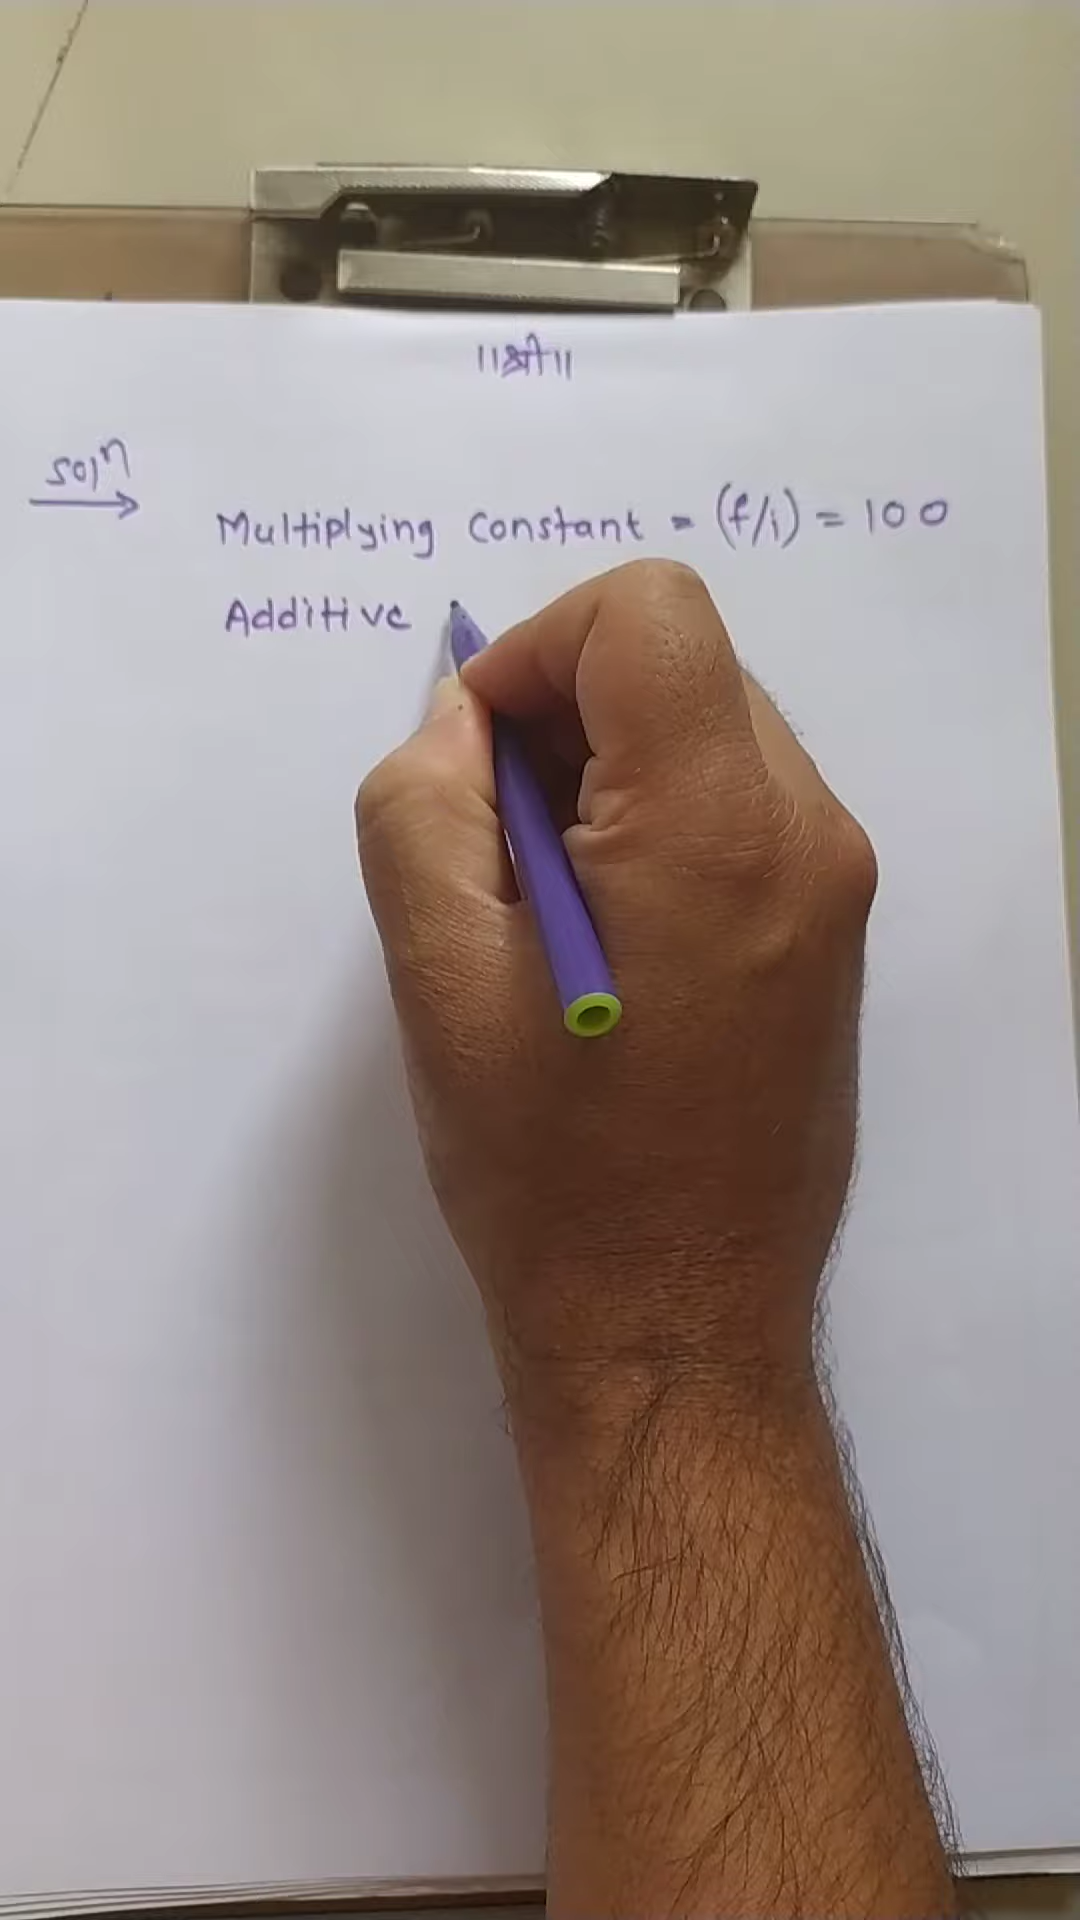 ॥श्री॥
soln
Multiplying constant = (f/i) = 100
Additive